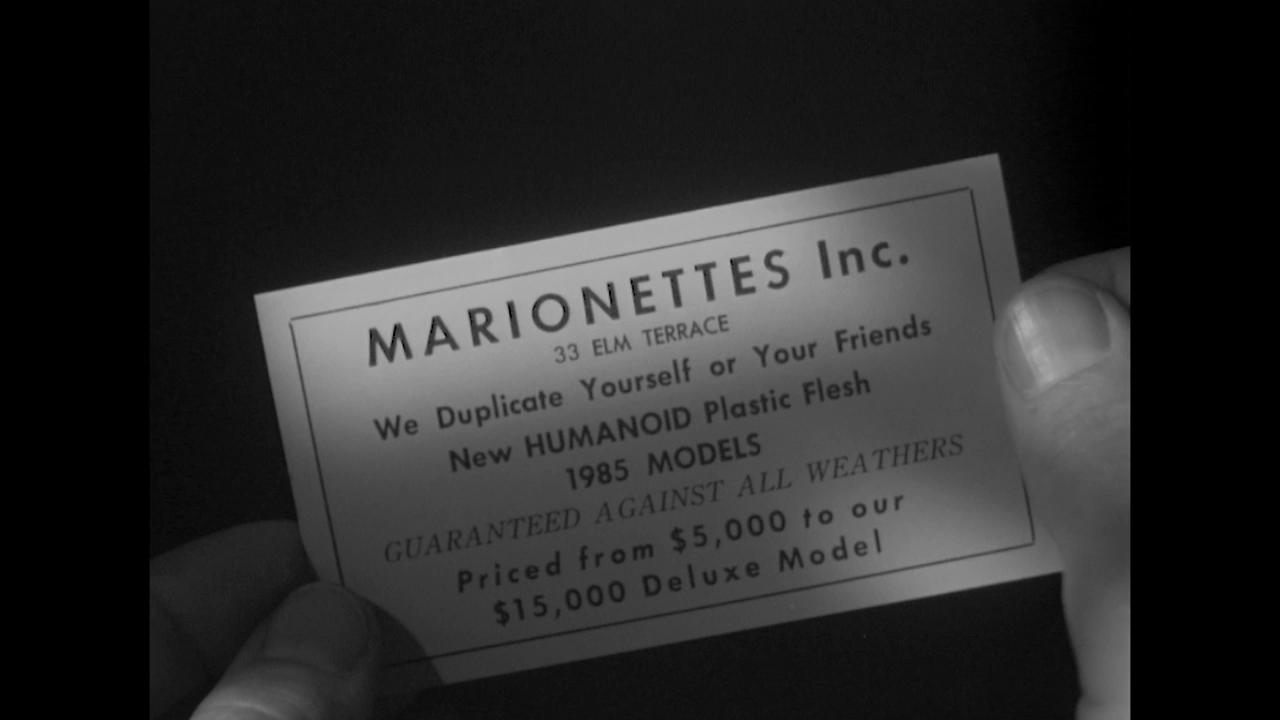 MARIONETTES Inc.
33 ELM TERRACE
We Duplicate Yourself or Your Friends
New HUMANOID Plastic Flesh
1985 MODELS
GUARANTEED AGAINST ALL WEATHERS
Priced from $5,000 to our
$15,000 Deluxe Model